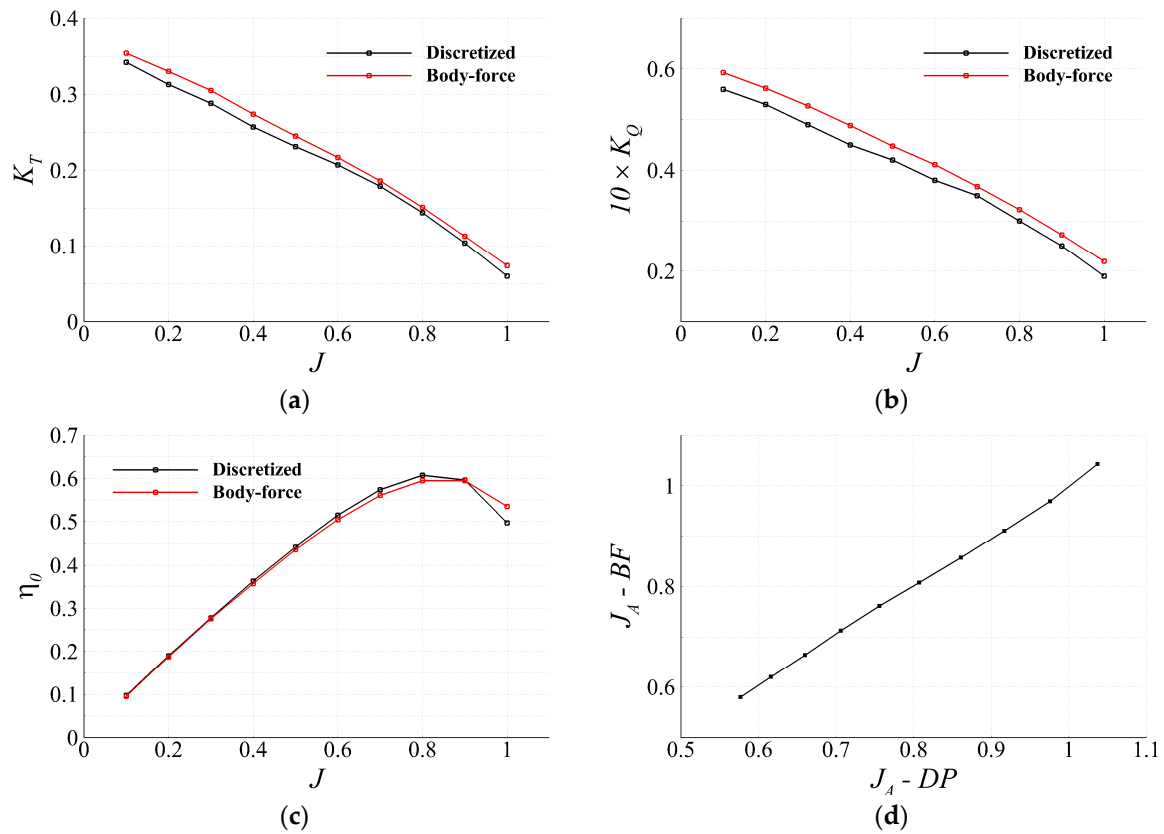 0.4
0.3
0.2
0.1
0
K_T
Discretized
Body-force
0 0.2 0.4 0.6 0.8 1
J
(a)
0.6
0.4
0.2
10 × K_Q
Discretized
Body-force
0 0.2 0.4 0.6 0.8 1
J
(b)
0.7
0.6
0.5
0.4
0.3
0.2
0.1
0
η_0
Discretized
Body-force
0 0.2 0.4 0.6 0.8 1
J
(c)
1
0.8
0.6
J_A - BF
0.5 0.6 0.7 0.8 0.9 1 1.1
J_A - DP
(d)